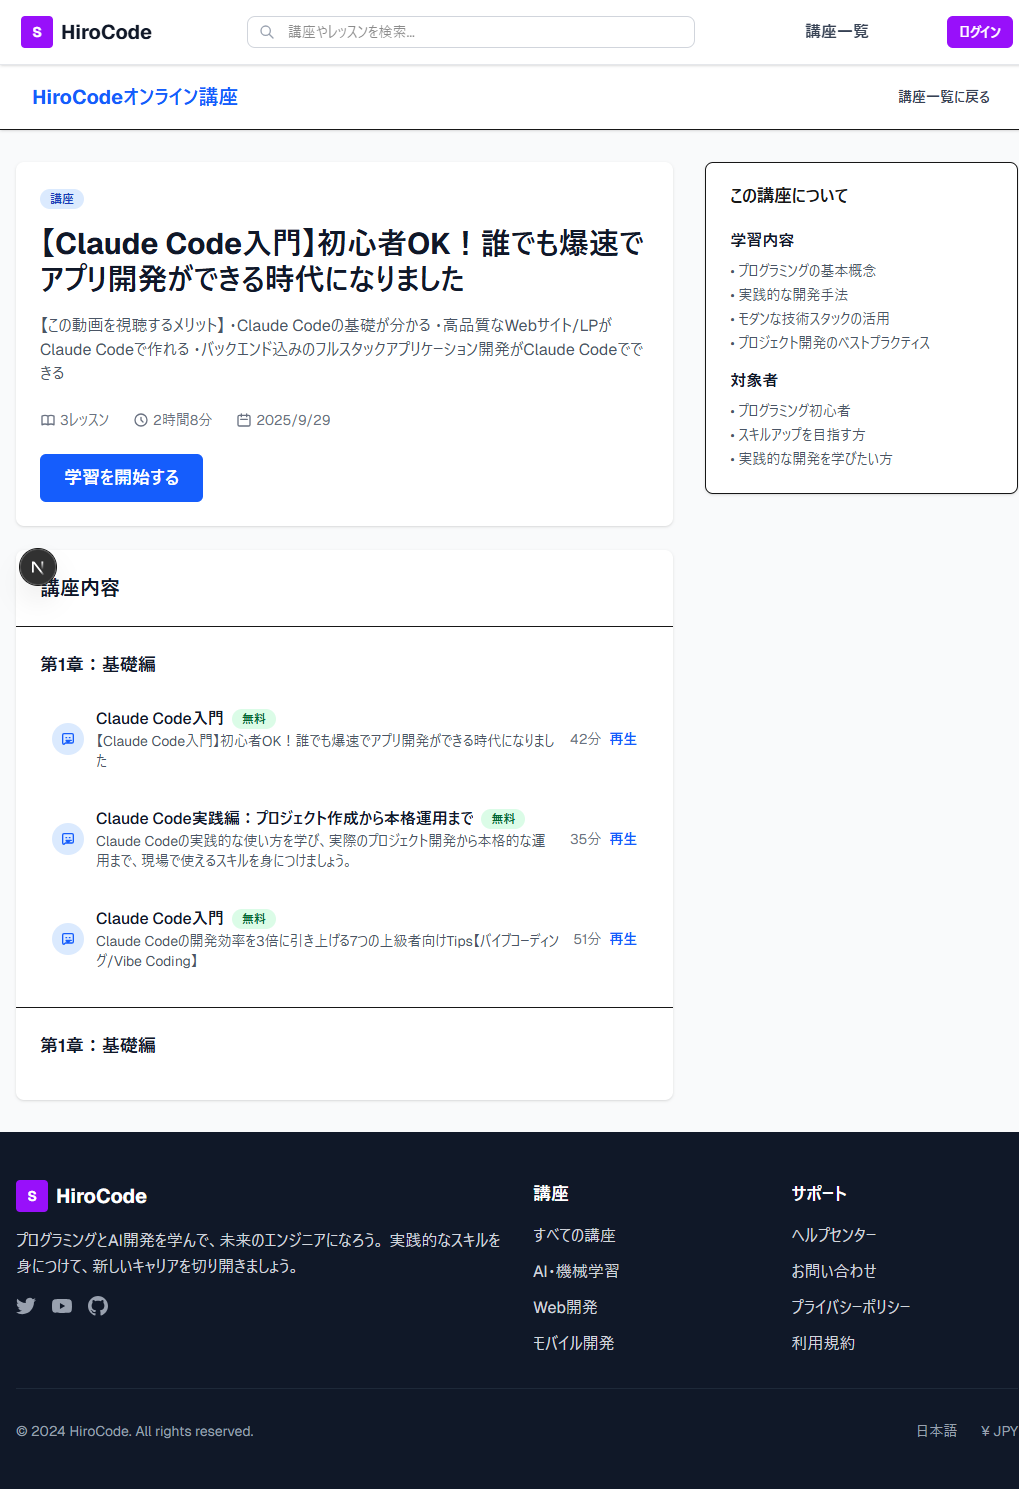 S HiroCode
講座やレッスンを検索...
講座一覧
ログイン
HiroCodeオンライン講座
講座一覧に戻る
講座
【Claude Code入門】初心者OK！誰でも爆速で
アプリ開発ができる時代になりました
【この動画を視聴するメリット】 ・Claude Codeの基礎が分かる ・高品質なWebサイト/LPが
Claude Codeで作れる ・バックエンド込みのフルスタックアプリケーション開発がClaude Codeでで
きる
3レッスン 2時間8分 2025/9/29
学習を開始する
この講座について
学習内容
• プログラミングの基本概念
• 実践的な開発手法
• モダンな技術スタックの活用
• プロジェクト開発のベストプラクティス
対象者
• プログラミング初心者
• スキルアップを目指す方
• 実践的な開発を学びたい方
N
講座内容
第1章：基礎編
Claude Code入門 無料
【Claude Code入門】初心者OK！誰でも爆速でアプリ開発ができる時代になりまし
た
42分 再生
Claude Code実践編：プロジェクト作成から本格運用まで 無料
Claude Codeの実践的な使い方を学び、実際のプロジェクト開発から本格的な運
用まで、現場で使えるスキルを身につけましょう。
35分 再生
Claude Code入門 無料
Claude Codeの開発効率を3倍に引き上げる7つの上級者向けTips【バイブコーディン
グ/Vibe Coding】
51分 再生
第1章：基礎編
S HiroCode
プログラミングとAI開発を学んで、未来のエンジニアになろう。実践的なスキルを
身につけて、新しいキャリアを切り開きましょう。
講座
すべての講座
AI・機械学習
Web開発
モバイル開発
サポート
ヘルプセンター
お問い合わせ
プライバシーポリシー
利用規約
© 2024 HiroCode. All rights reserved.
日本語 ¥ JPY